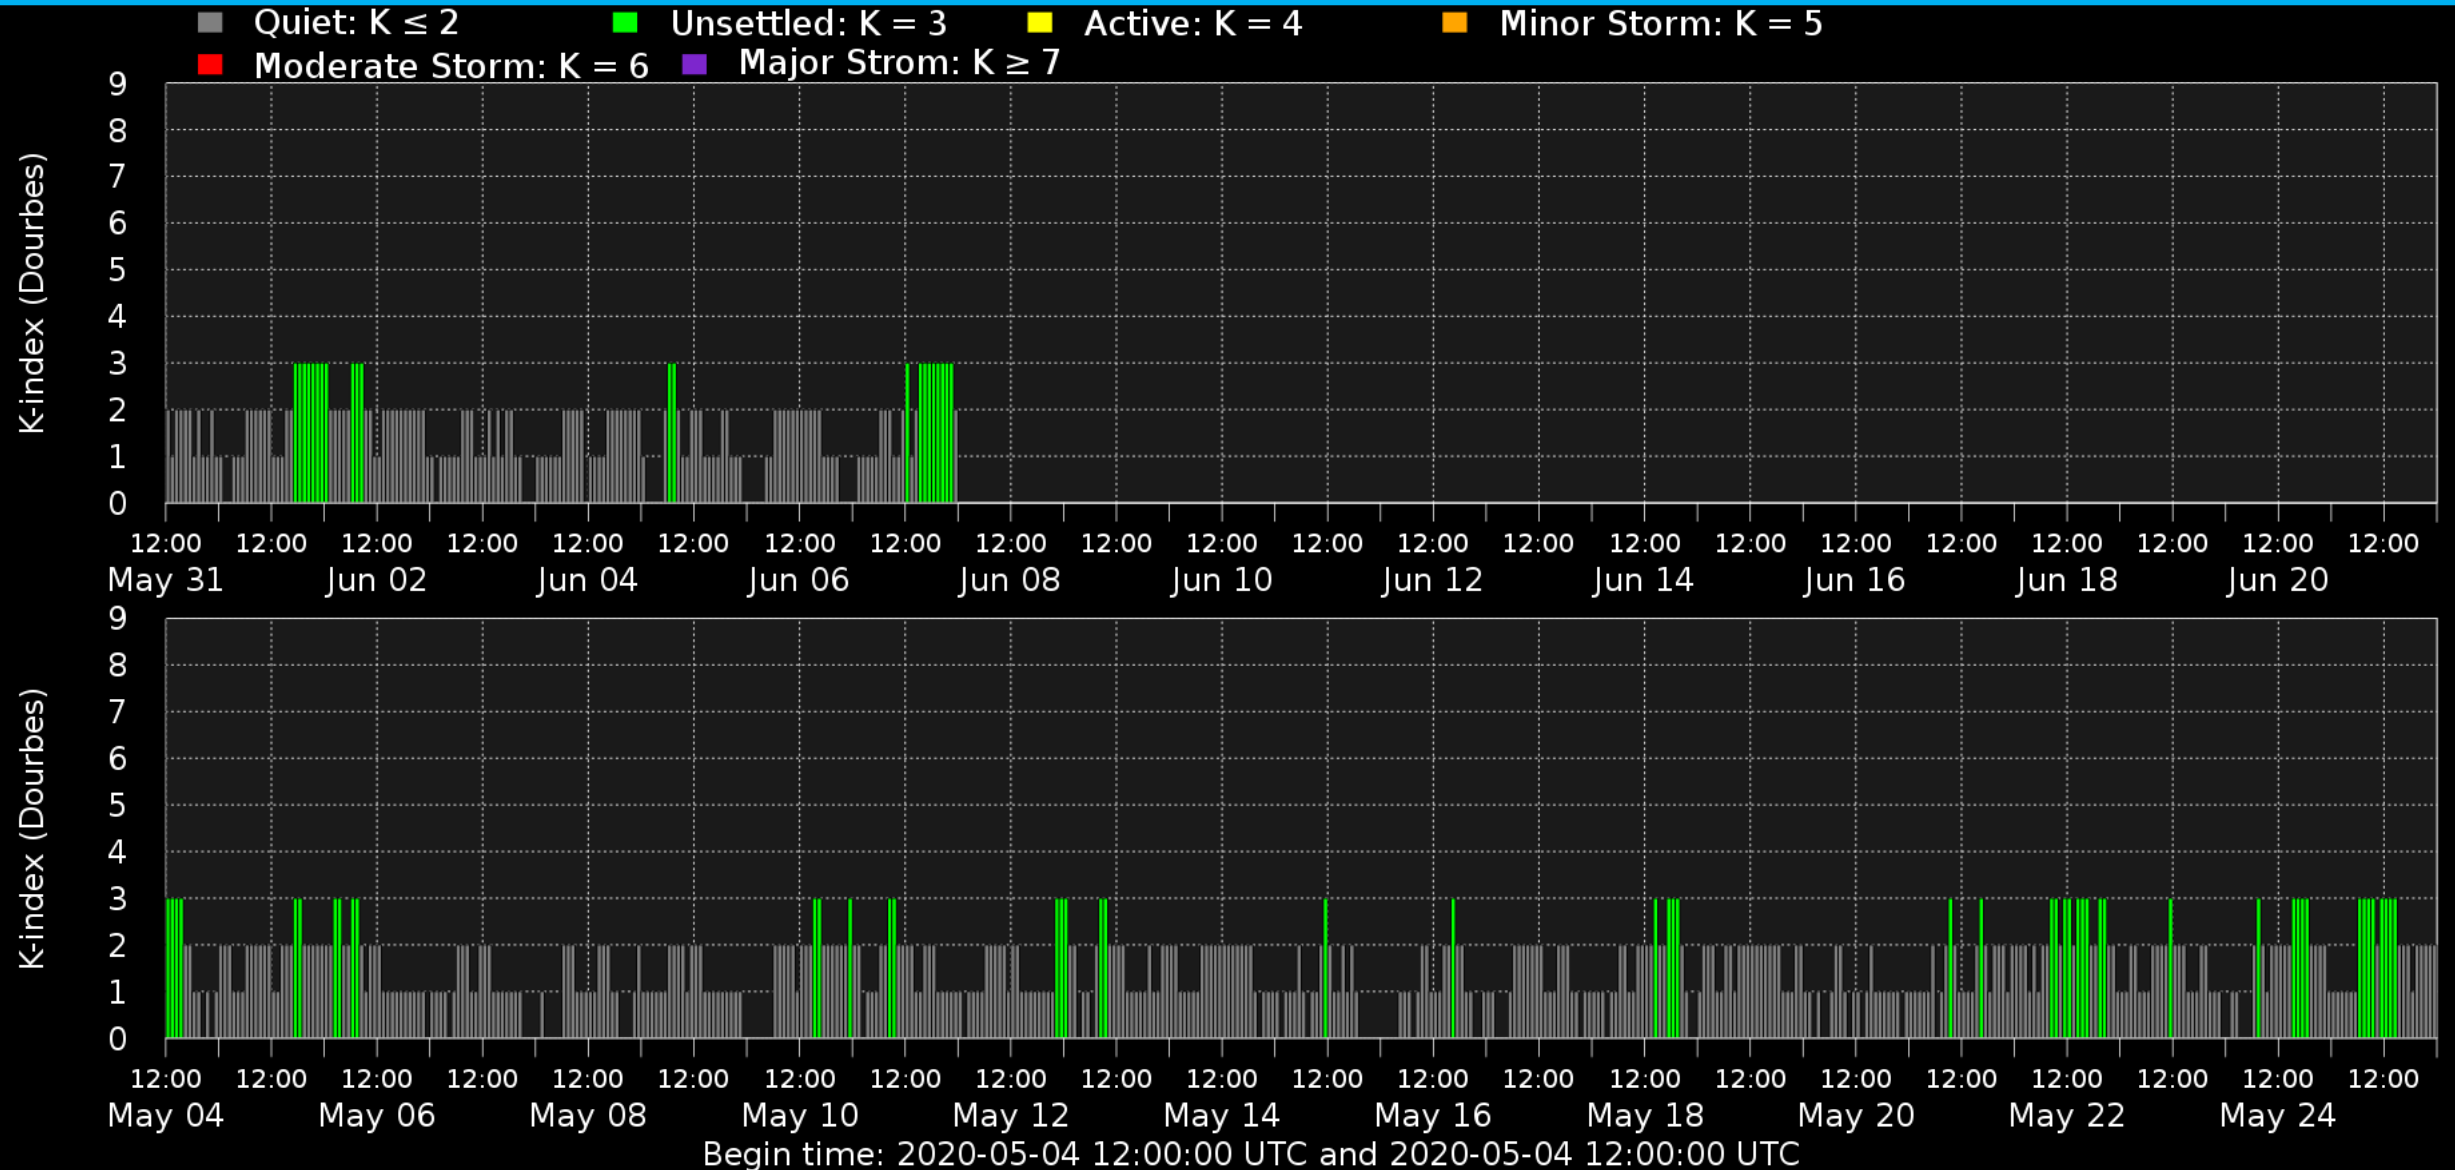 Quiet: K ≤ 2 Unsettled: K = 3 Active: K = 4 Minor Storm: K = 5
Moderate Storm: K = 6 Major Strom: K ≥ 7
K-index (Dourbes)
9
8
7
6
5
4
3
2
1
0
12:00 12:00 12:00 12:00 12:00 12:00 12:00 12:00 12:00 12:00 12:00 12:00 12:00 12:00 12:00 12:00 12:00 12:00 12:00 12:00 12:00 12:00
May 31 Jun 02 Jun 04 Jun 06 Jun 08 Jun 10 Jun 12 Jun 14 Jun 16 Jun 18 Jun 20
K-index (Dourbes)
9
8
7
6
5
4
3
2
1
0
12:00 12:00 12:00 12:00 12:00 12:00 12:00 12:00 12:00 12:00 12:00 12:00 12:00 12:00 12:00 12:00 12:00 12:00 12:00 12:00 12:00 12:00
May 04 May 06 May 08 May 10 May 12 May 14 May 16 May 18 May 20 May 22 May 24
Begin time: 2020-05-04 12:00:00 UTC and 2020-05-04 12:00:00 UTC